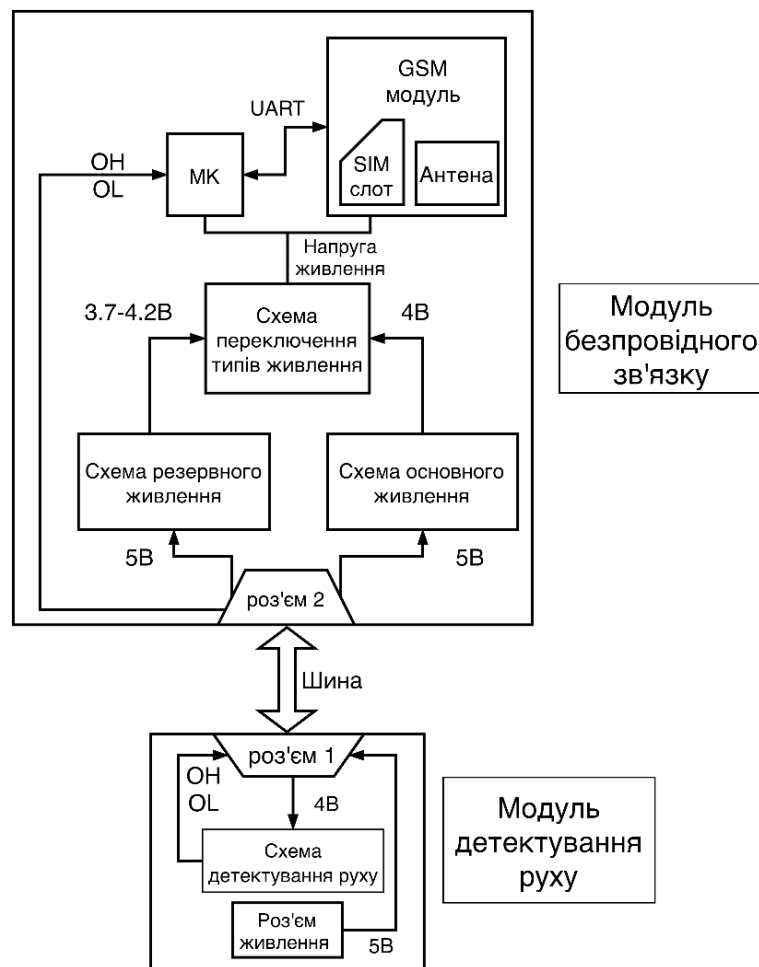 GSM
модуль
UART
SIM
слот
Антена
МК
OH
OL
Напруга
живлення
3.7-4.2В
Схема
переключення
типів живлення
4В
Модуль
безпровідного
зв'язку
Схема резервного
живлення
Схема основного
живлення
5В
5В
роз'єм 2
Шина
роз'єм 1
OH
OL
4В
Схема
детектування руху
Роз'єм
живлення
5В
Модуль
детектування
руху